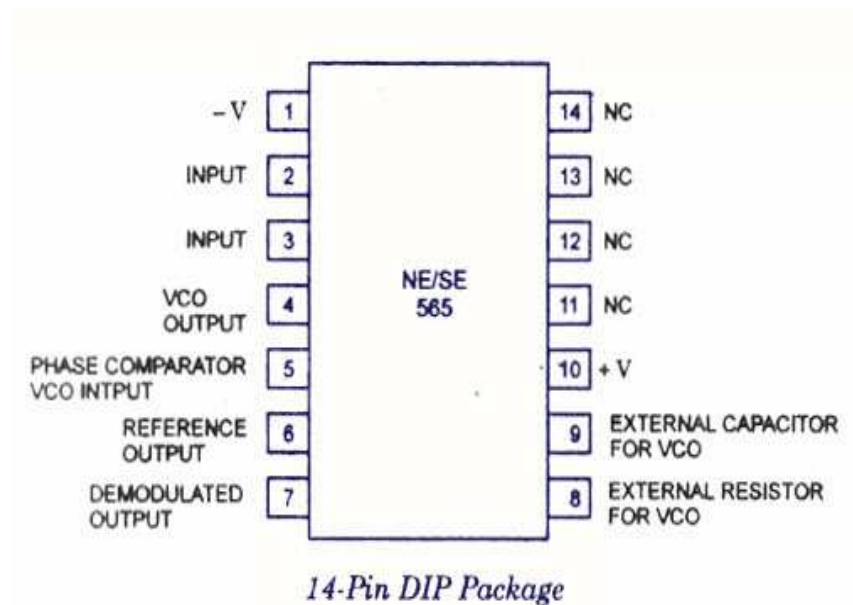 – V 1
INPUT 2
INPUT 3
VCO
OUTPUT 4
PHASE COMPARATOR
VCO INTPUT 5
REFERENCE
OUTPUT 6
DEMODULATED
OUTPUT 7
NE/SE
565
14 NC
13 NC
12 NC
11 NC
10 + V
9 EXTERNAL CAPACITOR
FOR VCO
8 EXTERNAL RESISTOR
FOR VCO
14-Pin DIP Package